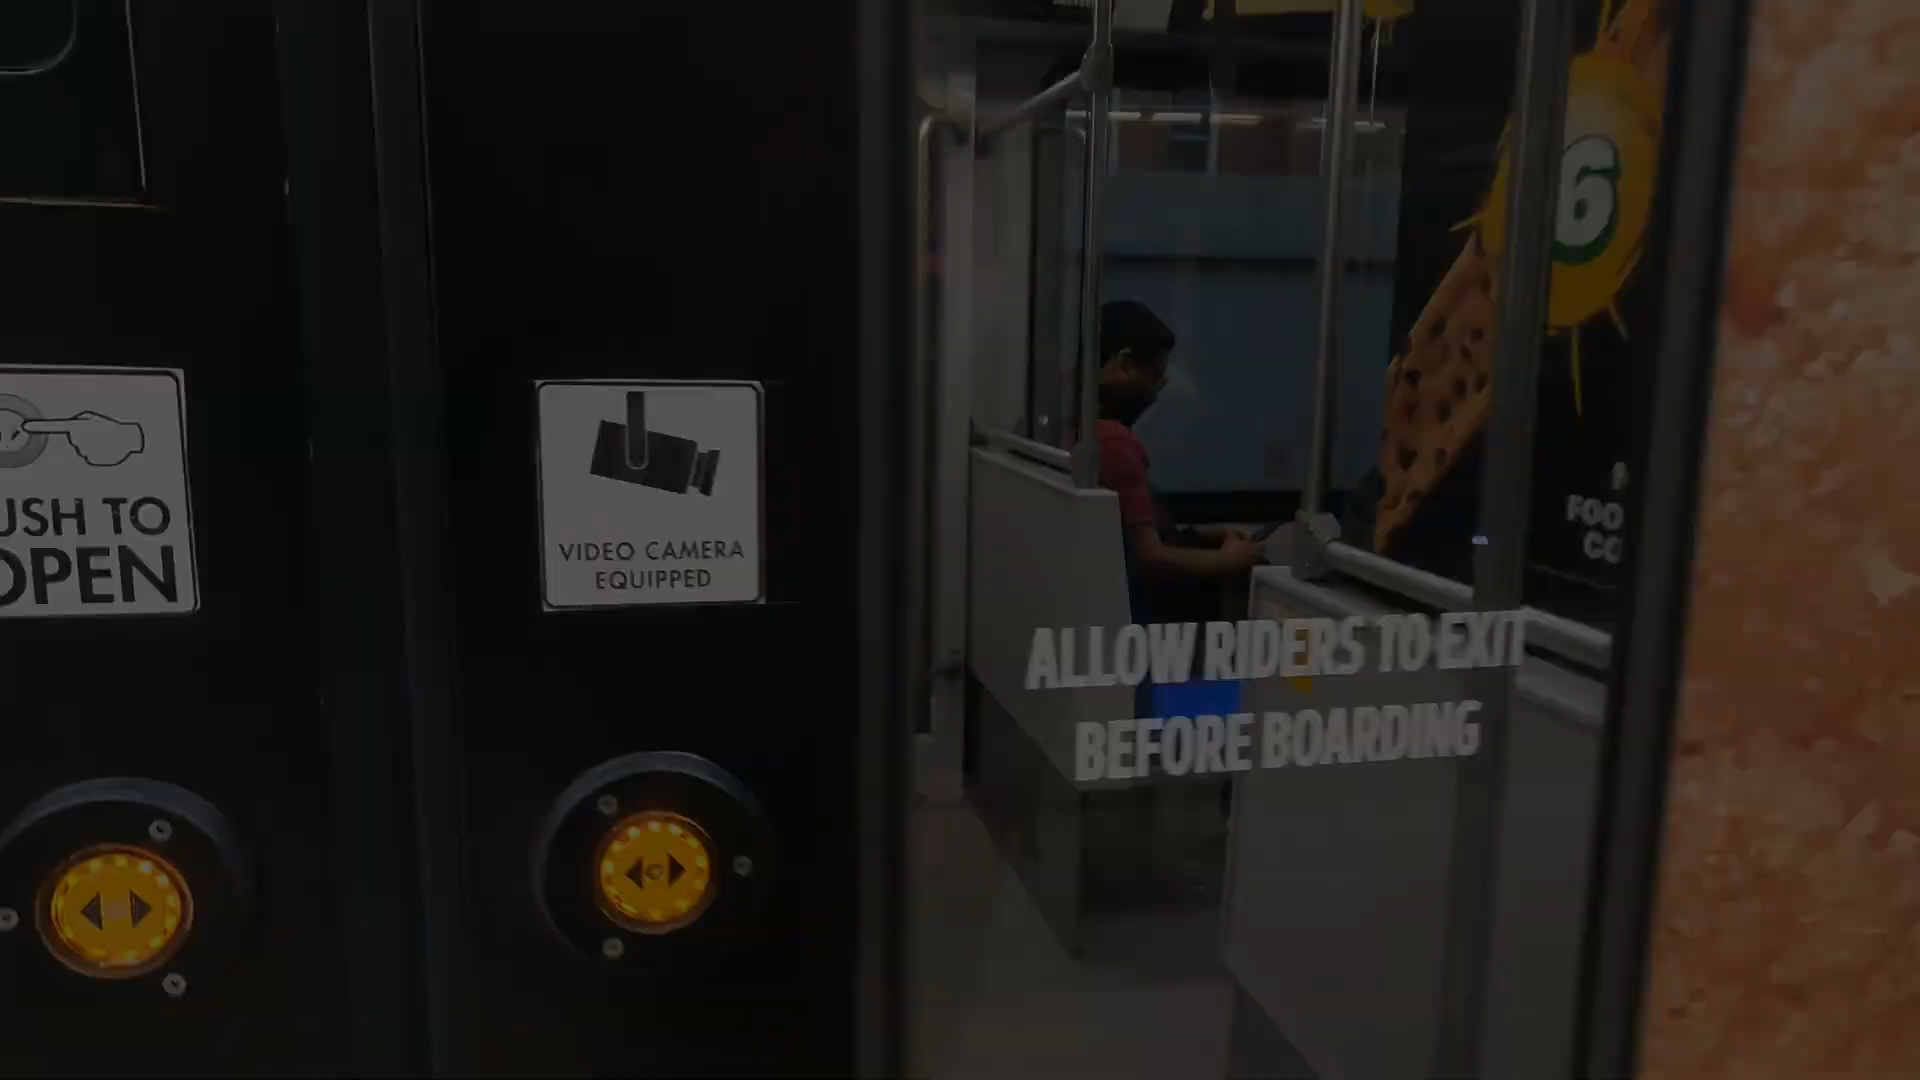 USH TO
OPEN
VIDEO CAMERA
EQUIPPED
6
ALLOW RIDERS TO EXIT
BEFORE BOARDING